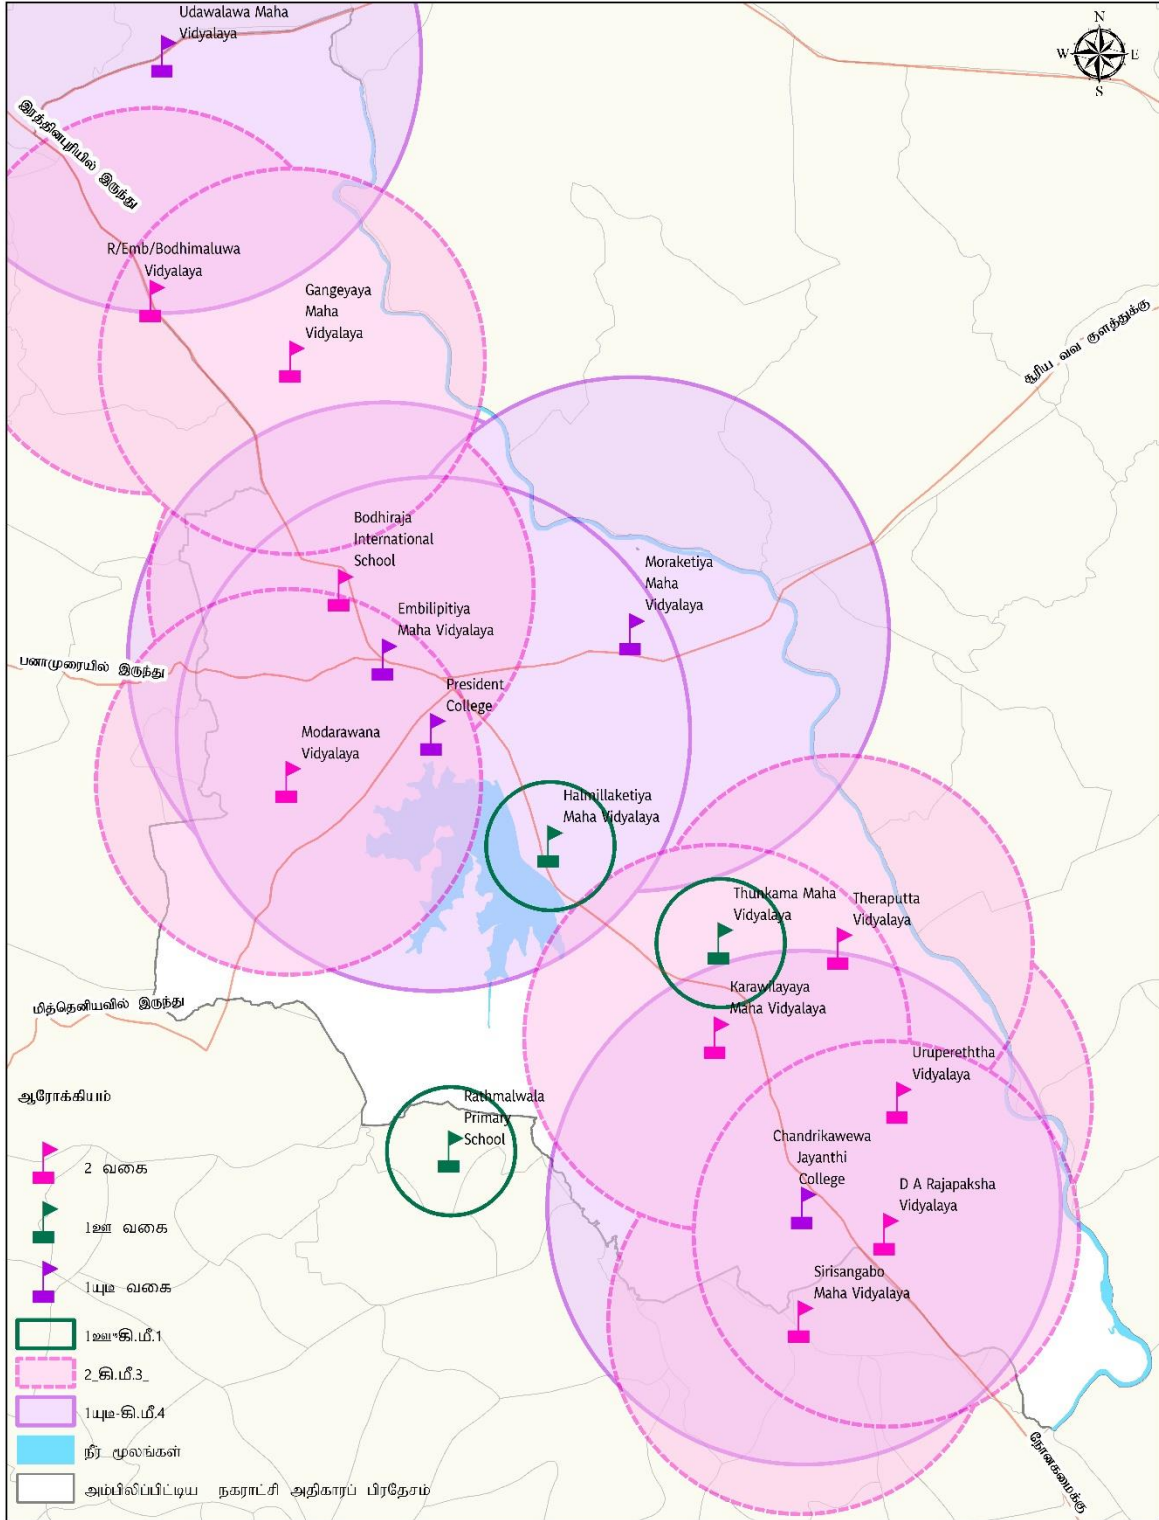 Udawalawa Maha
Vidyalaya
N
W
E
S
இரத்தினபுரியில் இருந்து
R/Emb/Bodhimaluwa
Vidyalaya
Gangeyaya
Maha
Vidyalaya
சூரிய வவ குளத்துக்கு
Bodhiraja
International
School
Moraketiya
Maha
Vidyalaya
Embilipitiya
Maha Vidyalaya
பனாமுரையில் இருந்து
President
College
Modarawana
Vidyalaya
Halmillaketiya
Maha Vidyalaya
Thunkama Maha
Vidyalaya
Theraputta
Vidyalaya
Karawilayaya
Maha Vidyalaya
மித்தெனியவில் இருந்து
Urupereththa
Vidyalaya
Rathmalwala
Primary
School
Chandrikawewa
Jayanthi
College
D A Rajapaksha
Vidyalaya
Sirisangabo
Maha Vidyalaya
நோனகமைக்கு
ஆரோக்கியம்
2 வகை
1ஊ வகை
1யுடி வகை
1ஊ-கி.மீ.1
2_கி.மீ.3_
1யுடி-கி.மீ.4
நீர் மூலங்கள்
அம்பிலிப்பிட்டிய நகராட்சி அதிகாரப் பிரதேசம்